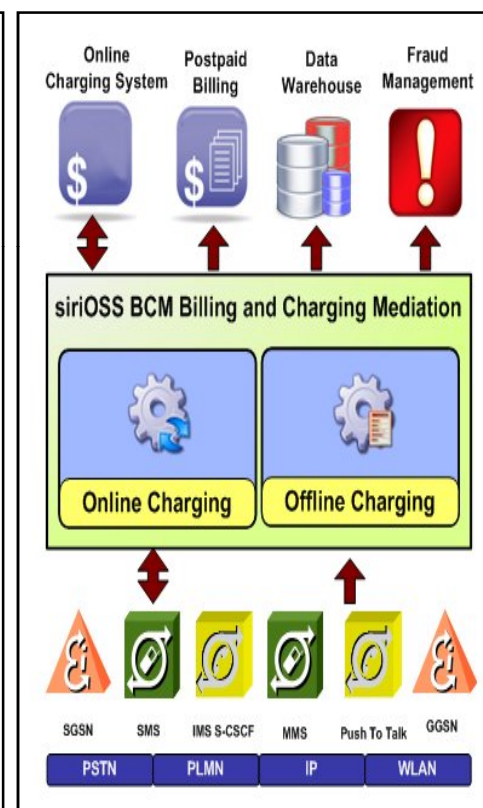 Online
Charging System
Postpaid
Billing
Data
Warehouse
Fraud
Management
$
$
!
siriOSS BCM Billing and Charging Mediation
Online Charging
Offline Charging
SGSN
SMS
IMS S-CSCF
MMS
Push To Talk
GGSN
PSTN
PLMN
IP
WLAN